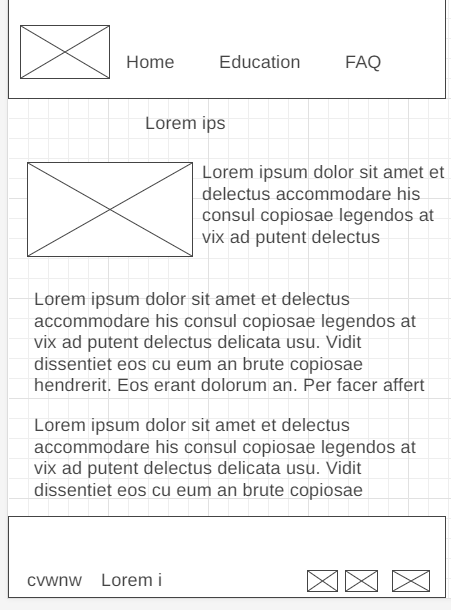 Home Education FAQ
Lorem ips
Lorem ipsum dolor sit amet et
delectus accommodare his
consul copiosae legendos at
vix ad putent delectus
Lorem ipsum dolor sit amet et delectus
accommodare his consul copiosae legendos at
vix ad putent delectus delicata usu. Vidit
dissentiet eos cu eum an brute copiosae
hendrerit. Eos erant dolorum an. Per facer affert
Lorem ipsum dolor sit amet et delectus
accommodare his consul copiosae legendos at
vix ad putent delectus delicata usu. Vidit
dissentiet eos cu eum an brute copiosae
cvwnw Lorem i